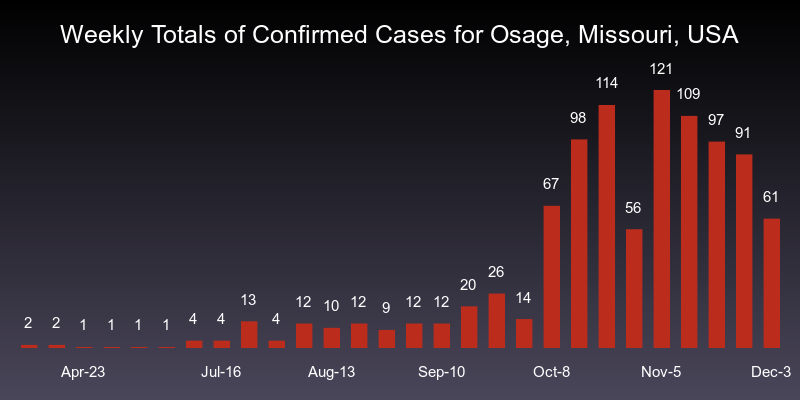 Weekly Totals of Confirmed Cases for Osage, Missouri, USA
2 2 1 1 1 1 4 4 13 4 12 10 12 9 12 12 20 26 14 67 98 114 56 121 109 97 91 61
Apr-23 Jul-16 Aug-13 Sep-10 Oct-8 Nov-5 Dec-3